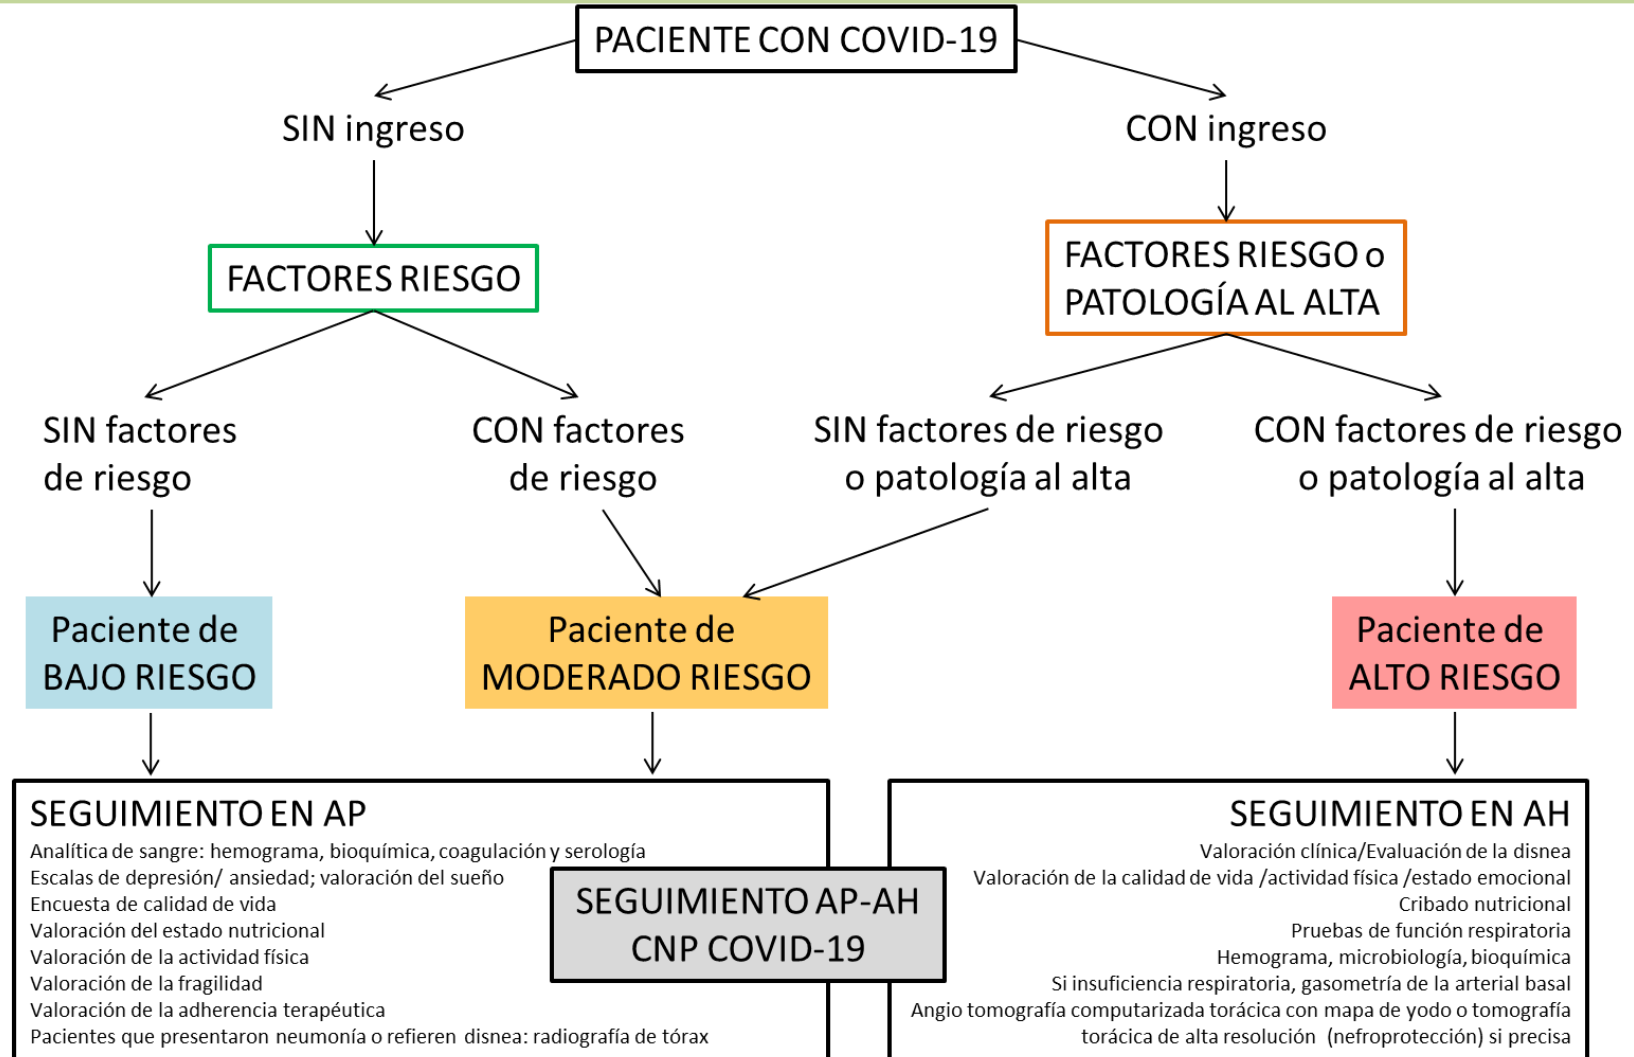 PACIENTE CON COVID-19
SIN ingreso
CON ingreso
FACTORES RIESGO
FACTORES RIESGO o
PATOLOGÍA AL ALTA
SIN factores
de riesgo
CON factores
de riesgo
SIN factores de riesgo
o patología al alta
CON factores de riesgo
o patología al alta
Paciente de
BAJO RIESGO
Paciente de
MODERADO RIESGO
Paciente de
ALTO RIESGO
SEGUIMIENTO EN AP
Analítica de sangre: hemograma, bioquímica, coagulación y serología
Escalas de depresión/ ansiedad; valoración del sueño
Encuesta de calidad de vida
Valoración del estado nutricional
Valoración de la actividad física
Valoración de la fragilidad
Valoración de la adherencia terapéutica
Pacientes que presentaron neumonía o refieren disnea: radiografía de tórax
SEGUIMIENTO AP-AH
CNP COVID-19
SEGUIMIENTO EN AH
Valoración clínica/Evaluación de la disnea
Valoración de la calidad de vida /actividad física /estado emocional
Cribado nutricional
Pruebas de función respiratoria
Hemograma, microbiología, bioquímica
Si insuficiencia respiratoria, gasometría de la arterial basal
Angio tomografía computarizada torácica con mapa de yodo o tomografía
torácica de alta resolución (nefroprotección) si precisa